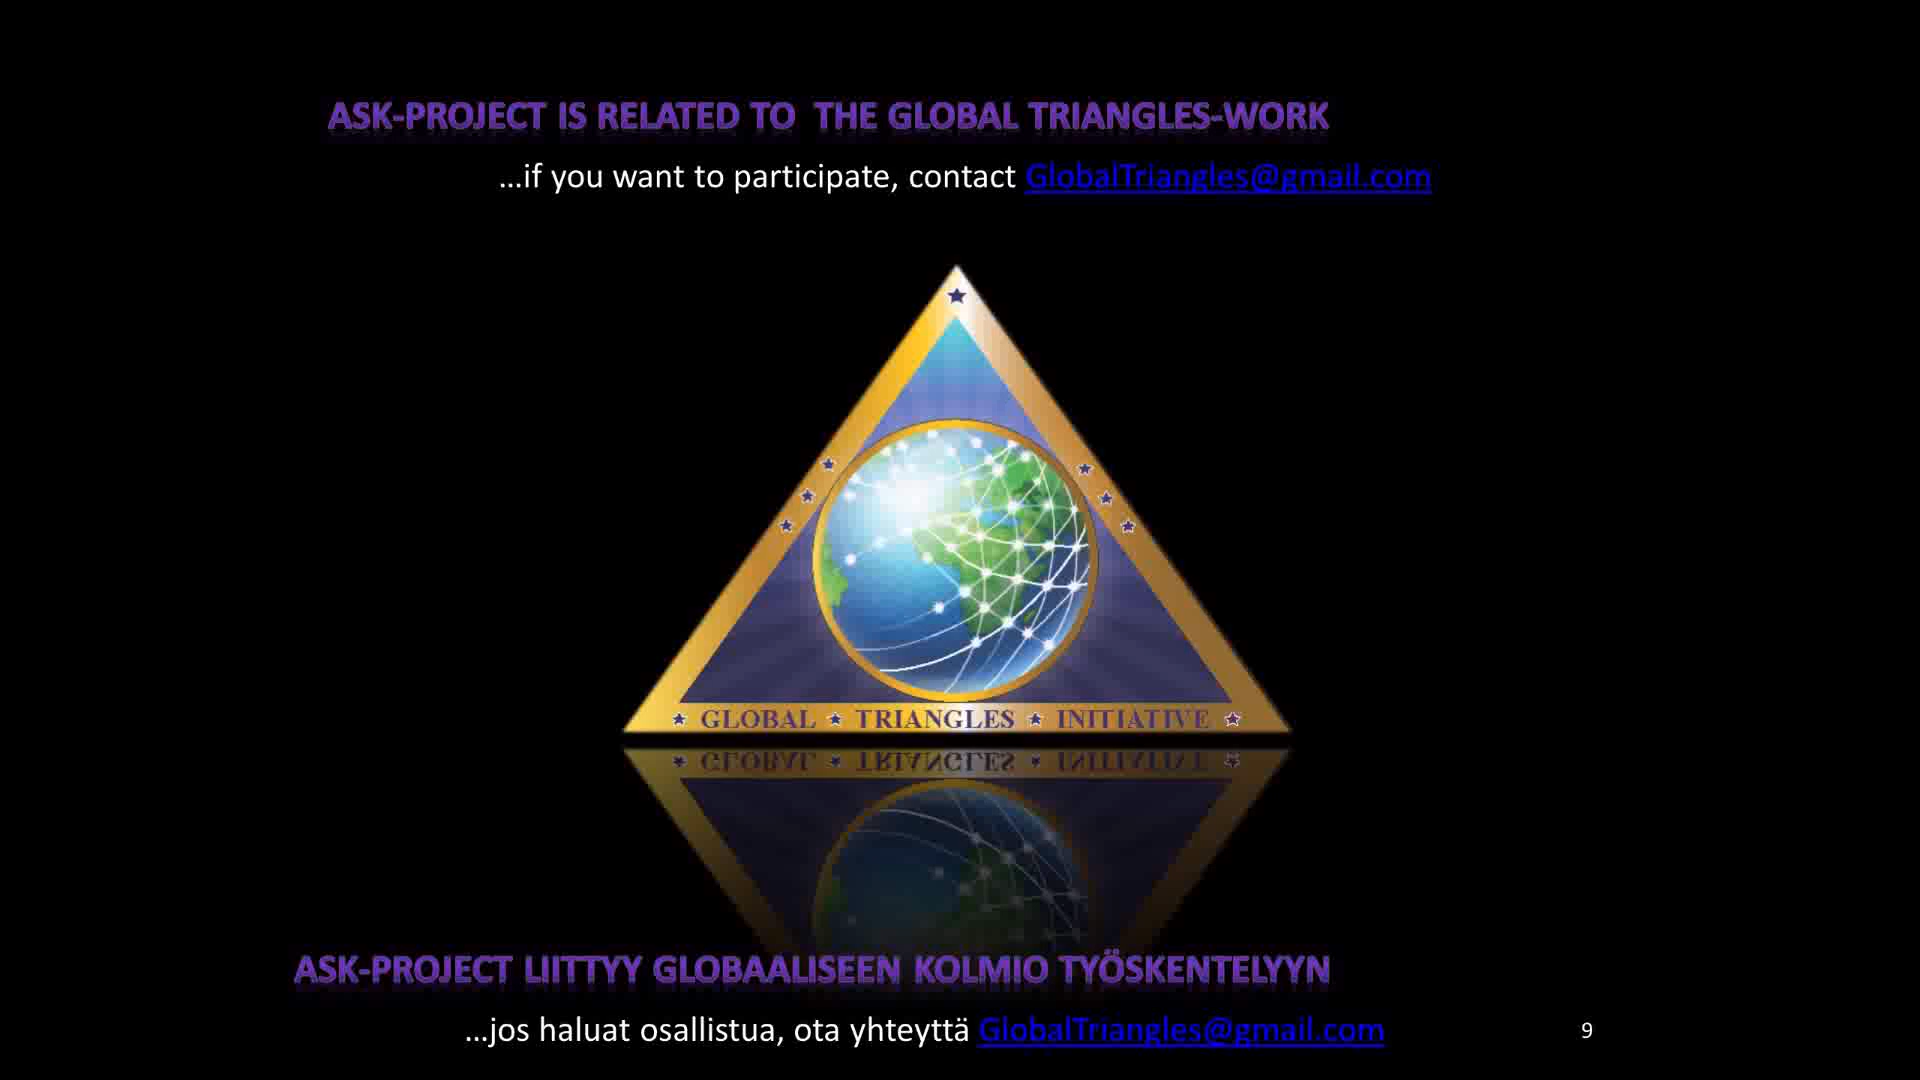 ASK-PROJECT IS RELATED TO THE GLOBAL TRIANGLES-WORK
...if you want to participate, contact GlobalTriangles@gmail.com
GLOBAL TRIANGLES INITIATIVE
ASK-PROJECT LIITTYY GLOBAALISEEN KOLMIO TYÖSKENTELYYN
...jos haluat osallistua, ota yhteyttä GlobalTriangles@gmail.com
9